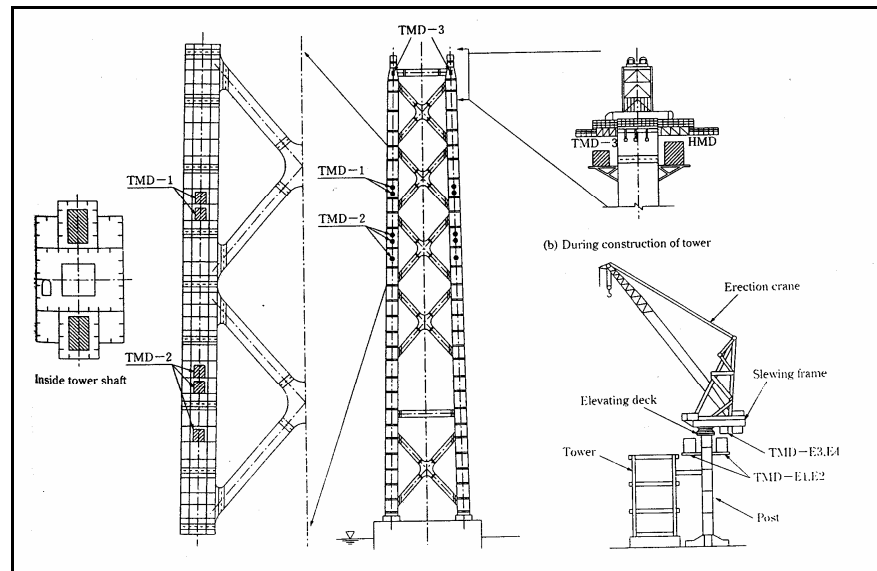 TMD-3
TMD-1
TMD-2
Inside tower shaft
TMD-1
TMD-2
TMD-3
HMD
(b) During construction of tower
Erection crane
Slewing frame
Elevating deck
Tower
TMD-E3,E4
TMD-E1,E2
Post